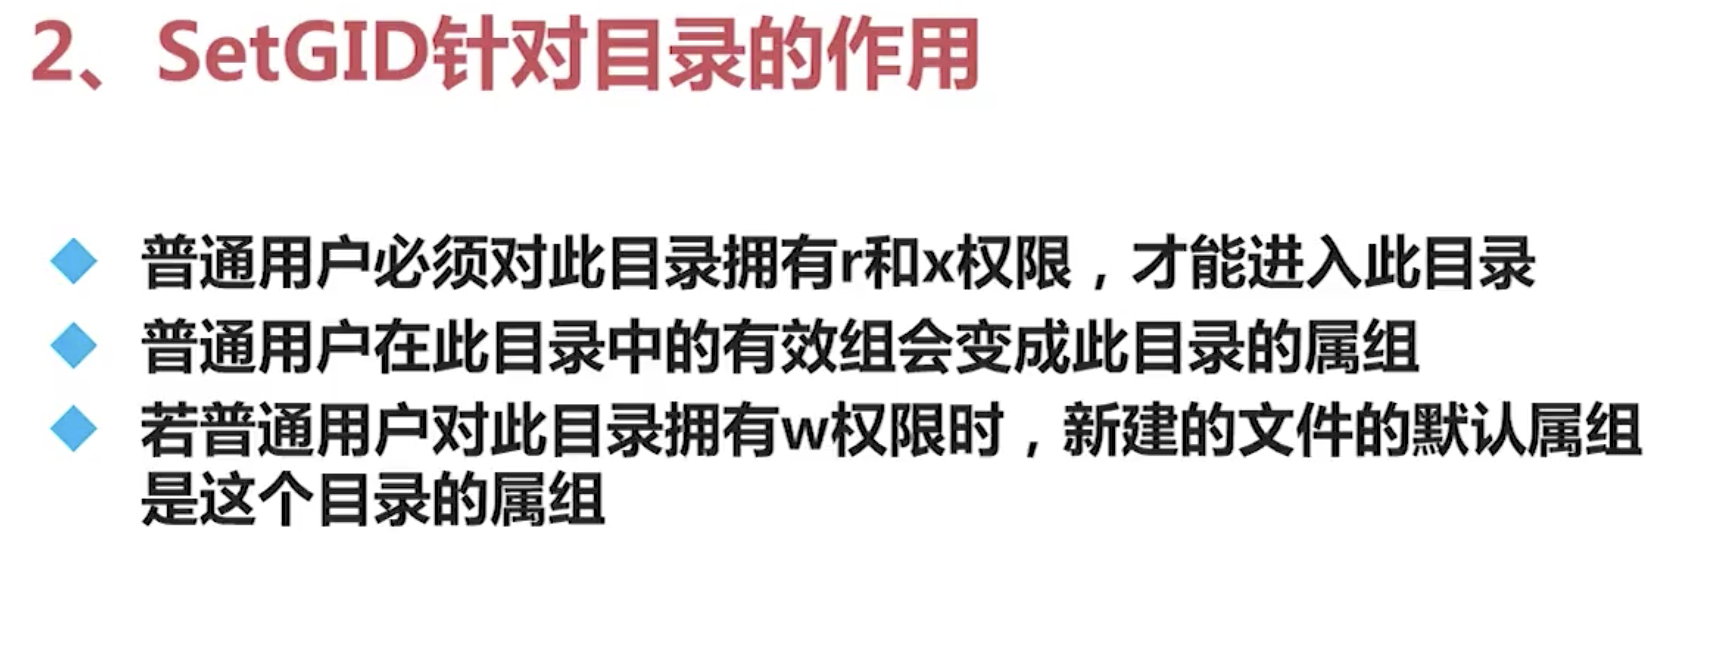 2、SetGID针对目录的作用
普通用户必须对此目录拥有r和x权限，才能进入此目录
普通用户在此目录中的有效组会变成此目录的属组
若普通用户对此目录拥有w权限时，新建的文件的默认属组
是这个目录的属组